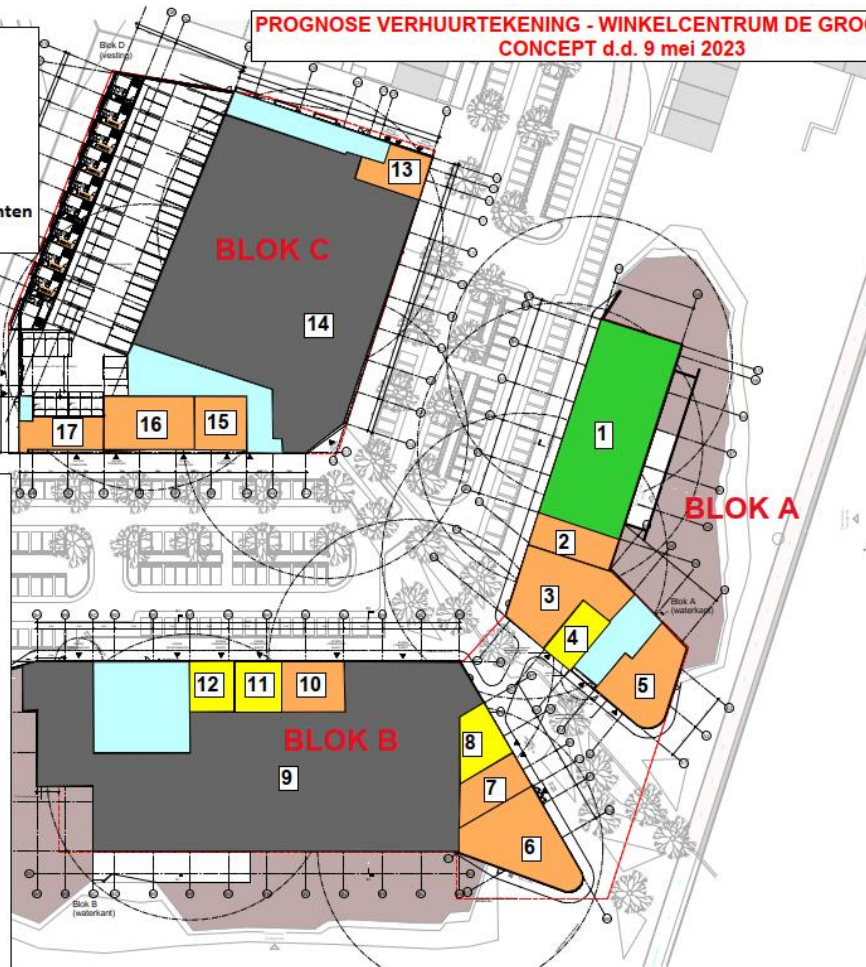 PROGNOSE VERHUURTEKENING - WINKELCENTRUM DE GROO
CONCEPT d.d. 9 mei 2023
Blok D
(vesting)
nten
13
BLOK C
14
17
16
15
1
BLOK A
2
3
Blok A
(waterkant)
4
5
12
11
10
BLOK B
8
9
7
6
Blok B
(waterkant)